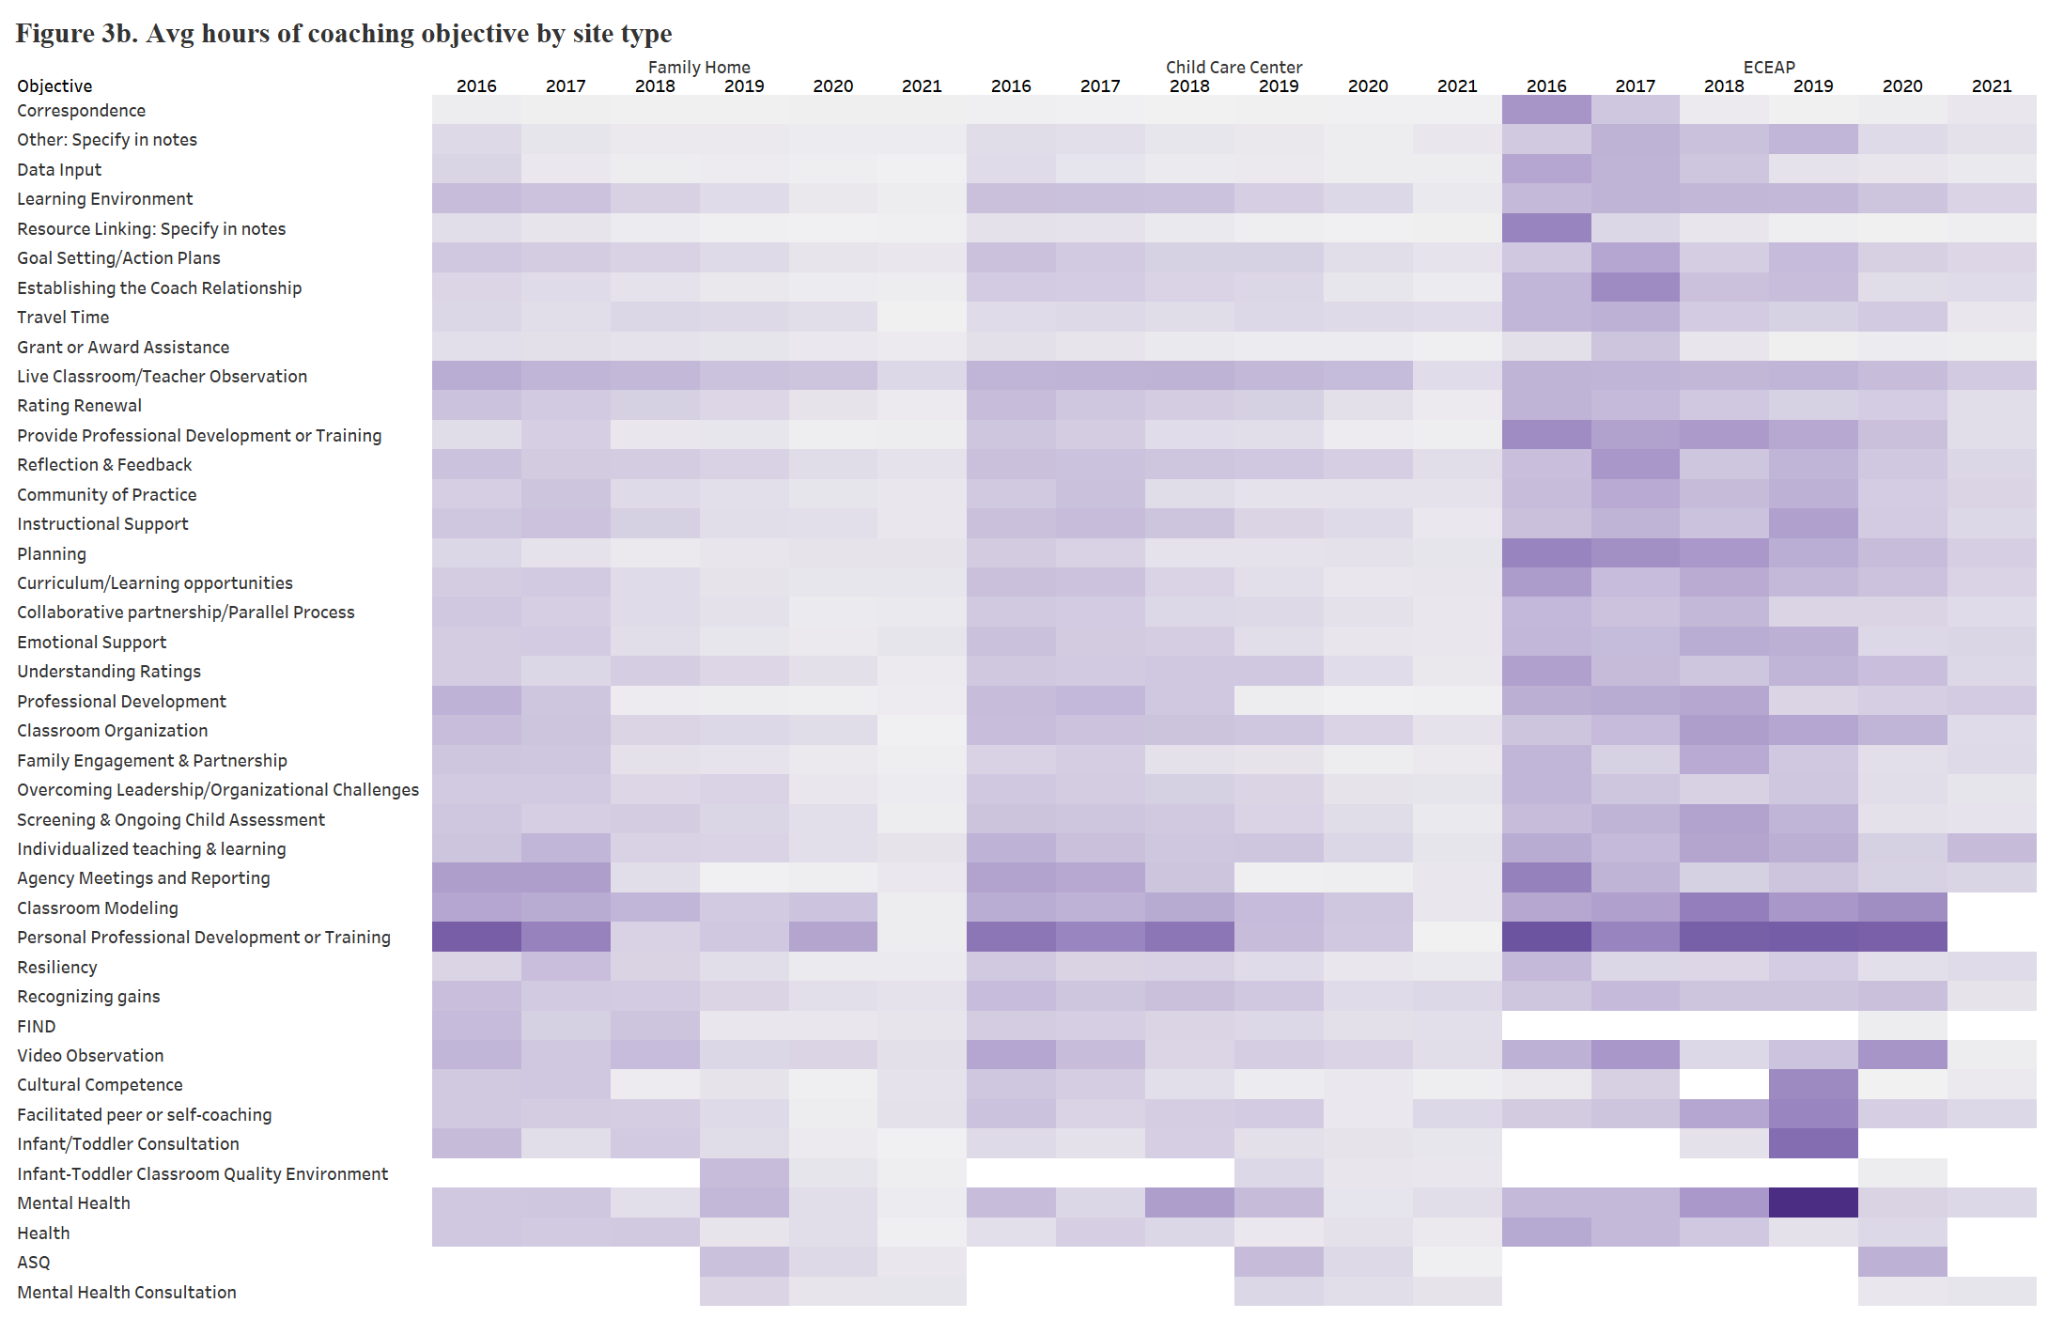 Figure 3b. Avg hours of coaching objective by site type
Family Home Child Care Center ECEAP
Objective 2016 2017 2018 2019 2020 2021 2016 2017 2018 2019 2020 2021 2016 2017 2018 2019 2020 2021
Correspondence
Other: Specify in notes
Data Input
Learning Environment
Resource Linking: Specify in notes
Goal Setting/Action Plans
Establishing the Coach Relationship
Travel Time
Grant or Award Assistance
Live Classroom/Teacher Observation
Rating Renewal
Provide Professional Development or Training
Reflection & Feedback
Community of Practice
Instructional Support
Planning
Curriculum/Learning opportunities
Collaborative partnership/Parallel Process
Emotional Support
Understanding Ratings
Professional Development
Classroom Organization
Family Engagement & Partnership
Overcoming Leadership/Organizational Challenges
Screening & Ongoing Child Assessment
Individualized teaching & learning
Agency Meetings and Reporting
Classroom Modeling
Personal Professional Development or Training
Resiliency
Recognizing gains
FIND
Video Observation
Cultural Competence
Facilitated peer or self-coaching
Infant/Toddler Consultation
Infant-Toddler Classroom Quality Environment
Mental Health
Health
ASQ
Mental Health Consultation